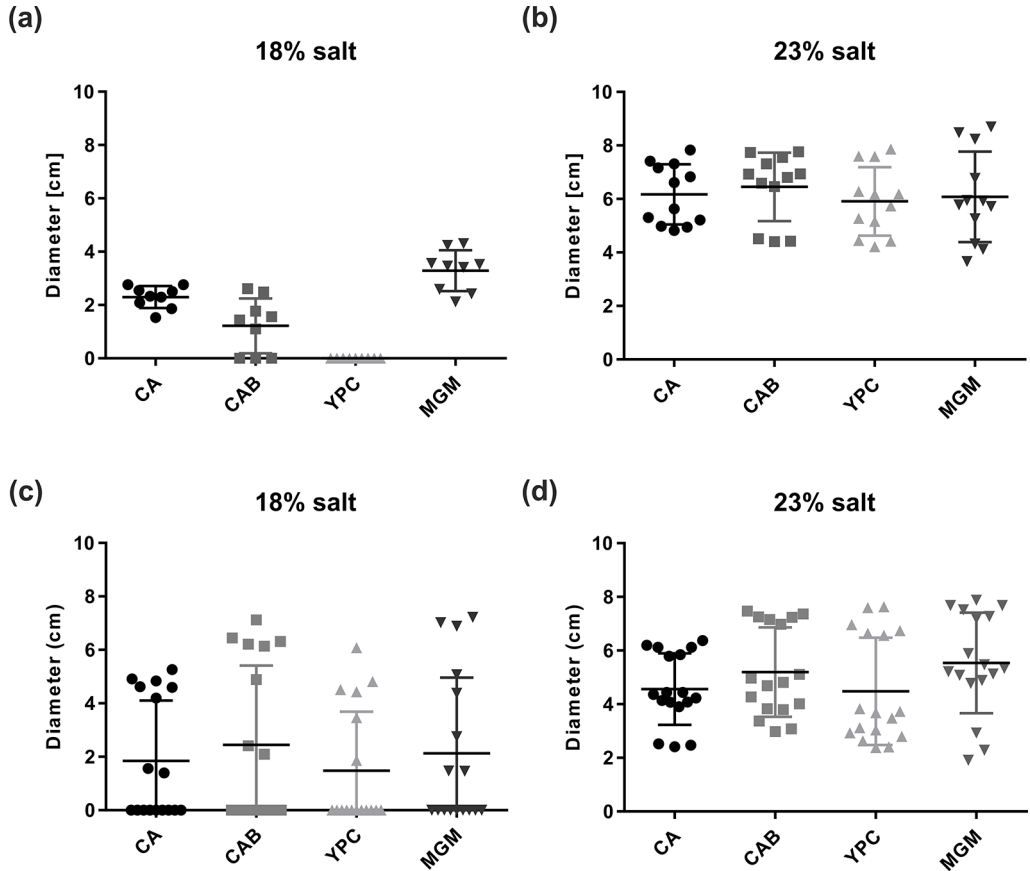 (a)
18% salt
Diameter [cm]
10
8
6
4
2
0
CA
CAB
YPC
MGM
(b)
23% salt
Diameter [cm]
10
8
6
4
2
0
CA
CAB
YPC
MGM
(c)
18% salt
Diameter (cm)
10
8
6
4
2
0
CA
CAB
YPC
MGM
(d)
23% salt
Diameter (cm)
10
8
6
4
2
0
CA
CAB
YPC
MGM